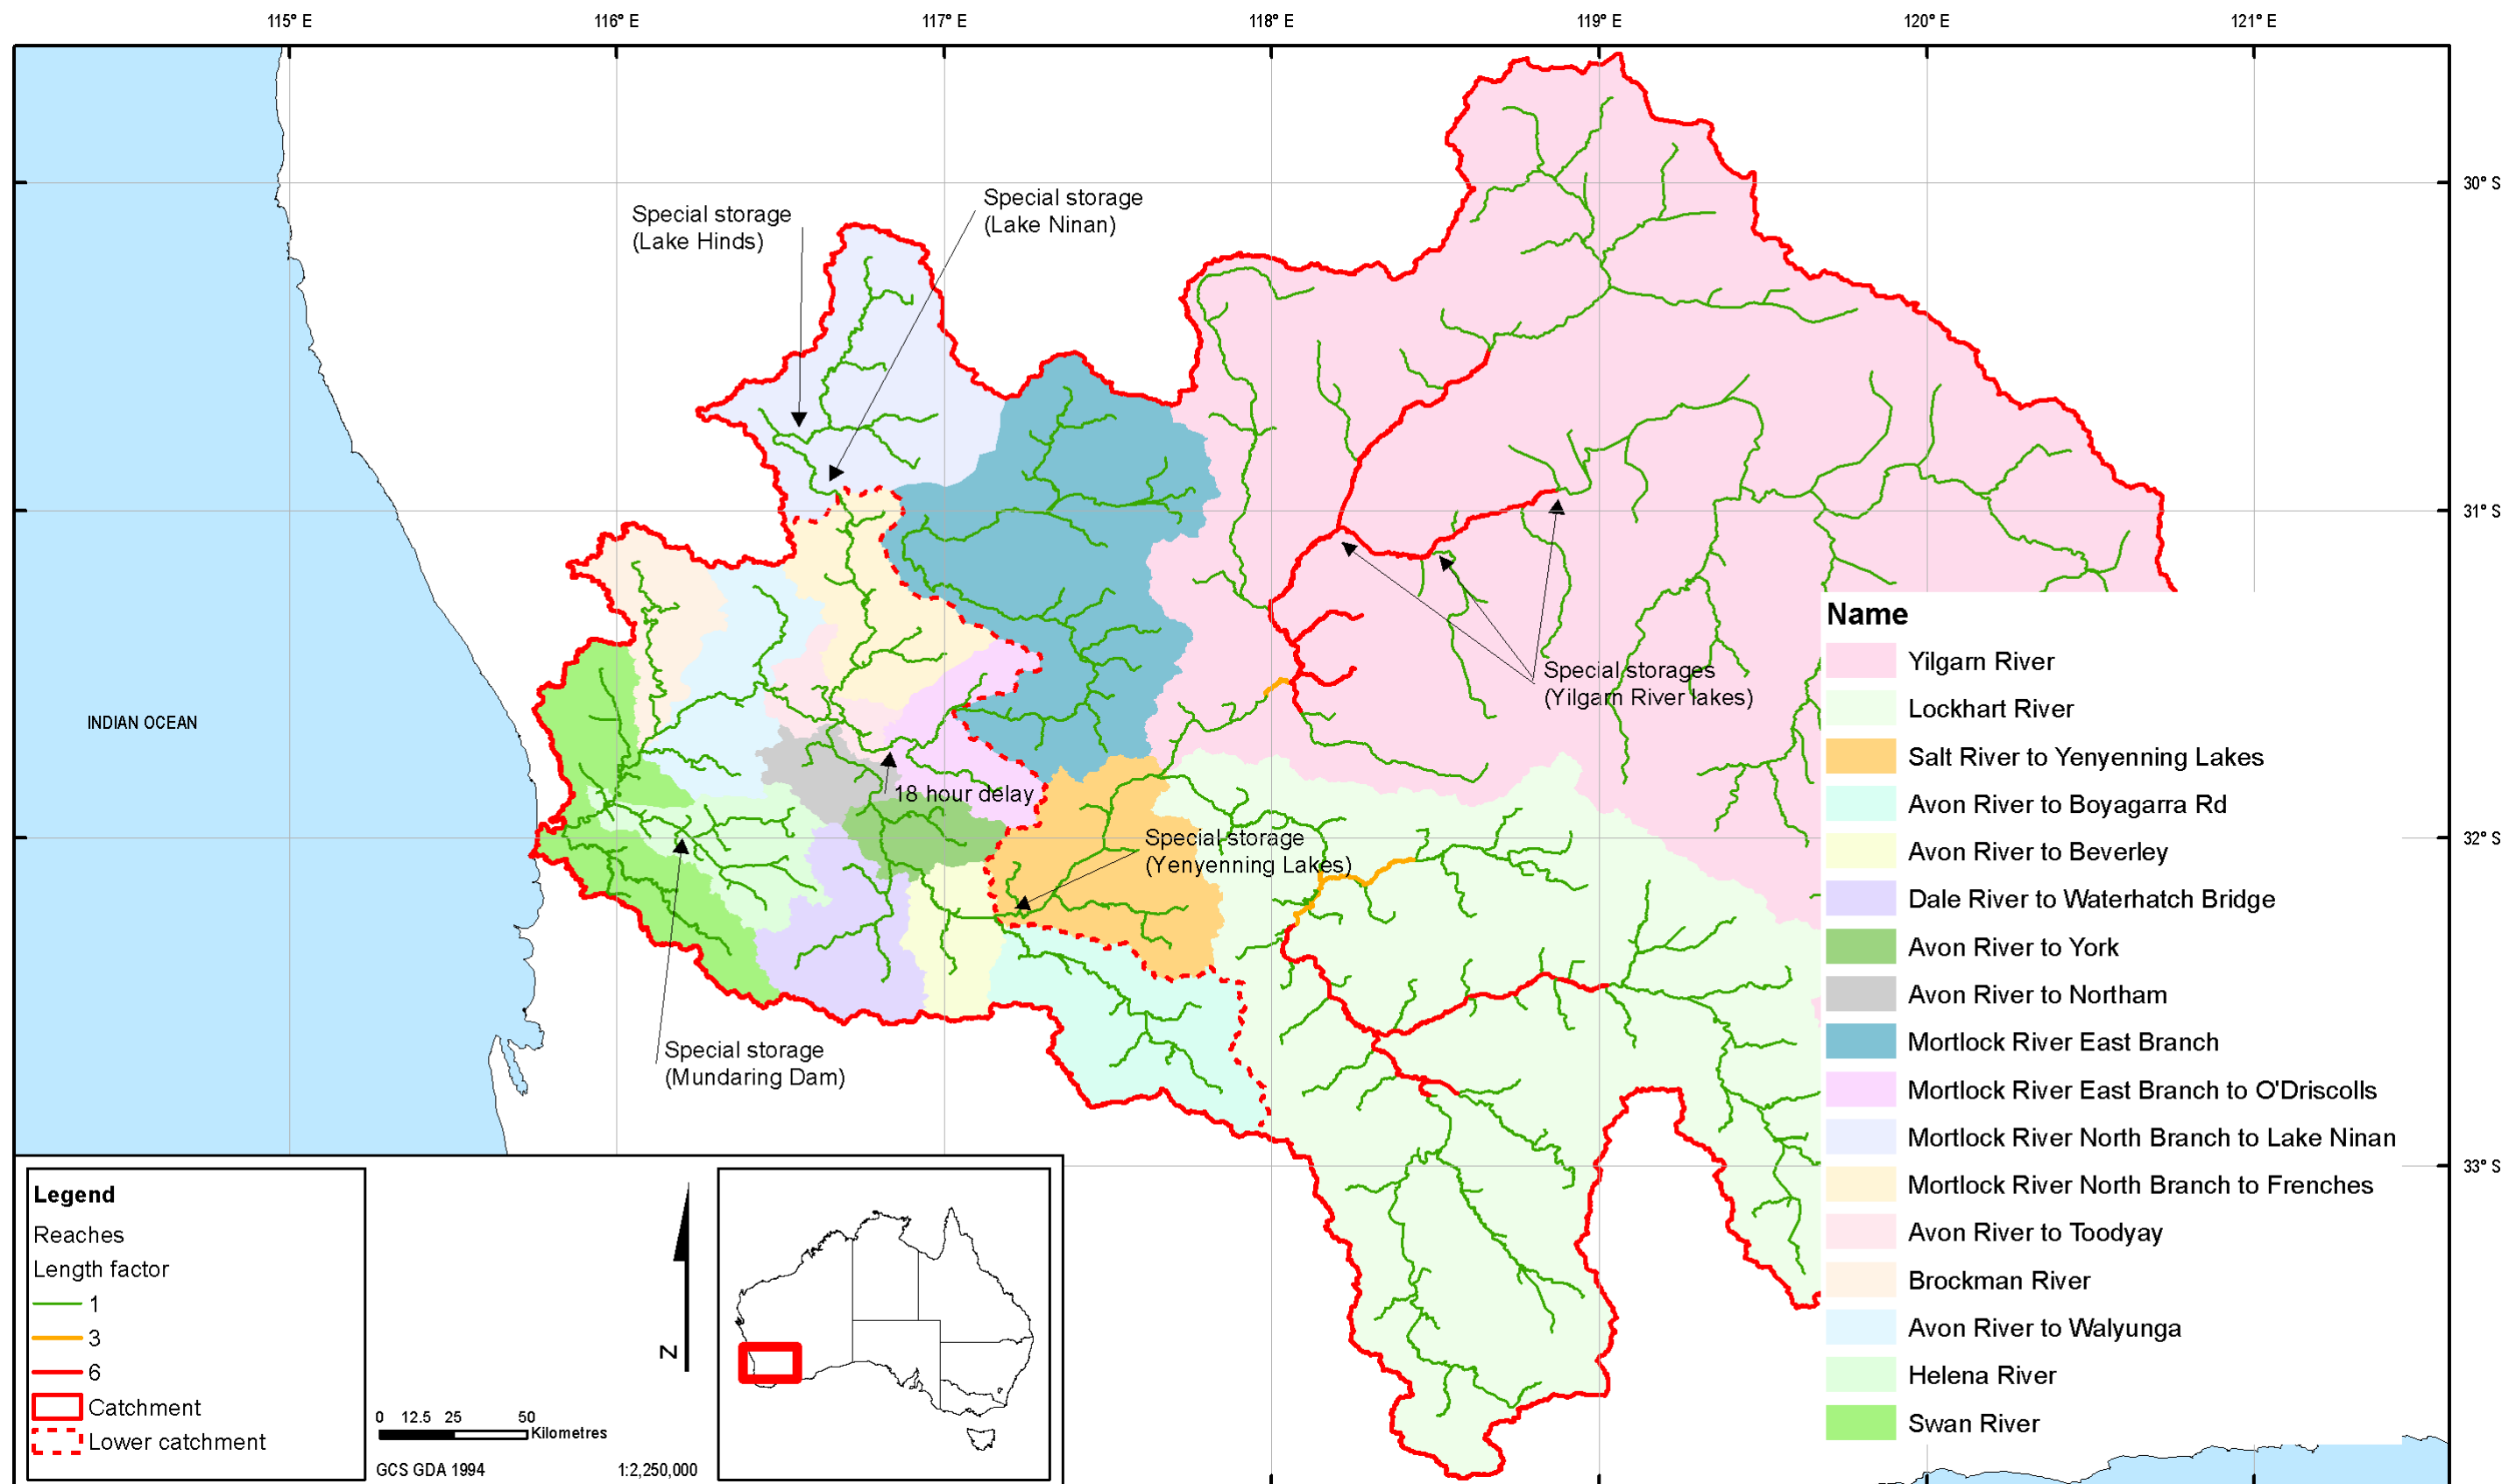 115° E
116° E
117° E
118° E
119° E
120° E
121° E
30° S
31° S
32° S
33° S
Special storage
(Lake Hinds)
Special storage
(Lake Ninan)
Special storages
(Yilgarn River lakes)
INDIAN OCEAN
18 hour delay
Special storage
(Yenyenning Lakes)
Special storage
(Mundaring Dam)
Name
Yilgarn River
Lockhart River
Salt River to Yenyenning Lakes
Avon River to Boyagarra Rd
Avon River to Beverley
Dale River to Waterhatch Bridge
Avon River to York
Avon River to Northam
Mortlock River East Branch
Mortlock River East Branch to O'Driscolls
Mortlock River North Branch to Lake Ninan
Mortlock River North Branch to Frenches
Avon River to Toodyay
Brockman River
Avon River to Walyunga
Helena River
Swan River
Legend
Reaches
Length factor
1
3
6
Catchment
Lower catchment
N
0 12.5 25 50
Kilometres
GCS GDA 1994
1:2,250,000